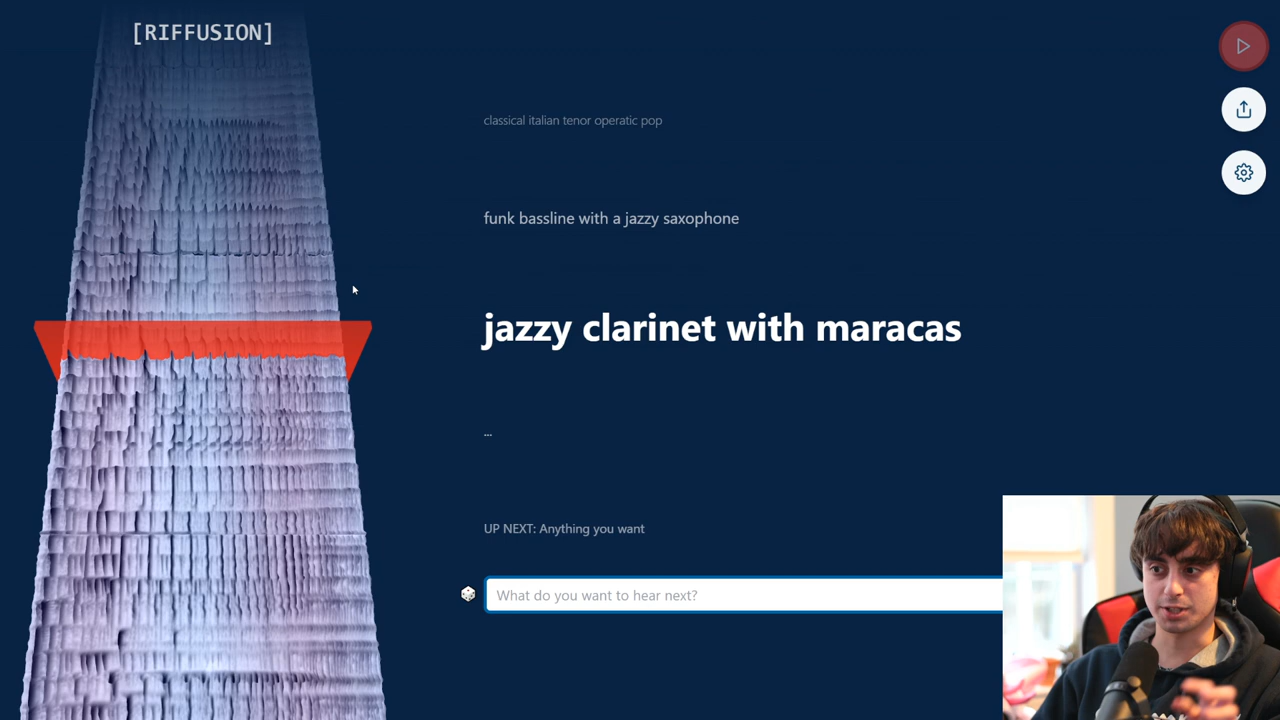 [RIFFUSION]
classical italian tenor operatic pop
funk bassline with a jazzy saxophone
jazzy clarinet with maracas
...
UP NEXT: Anything you want
What do you want to hear next?